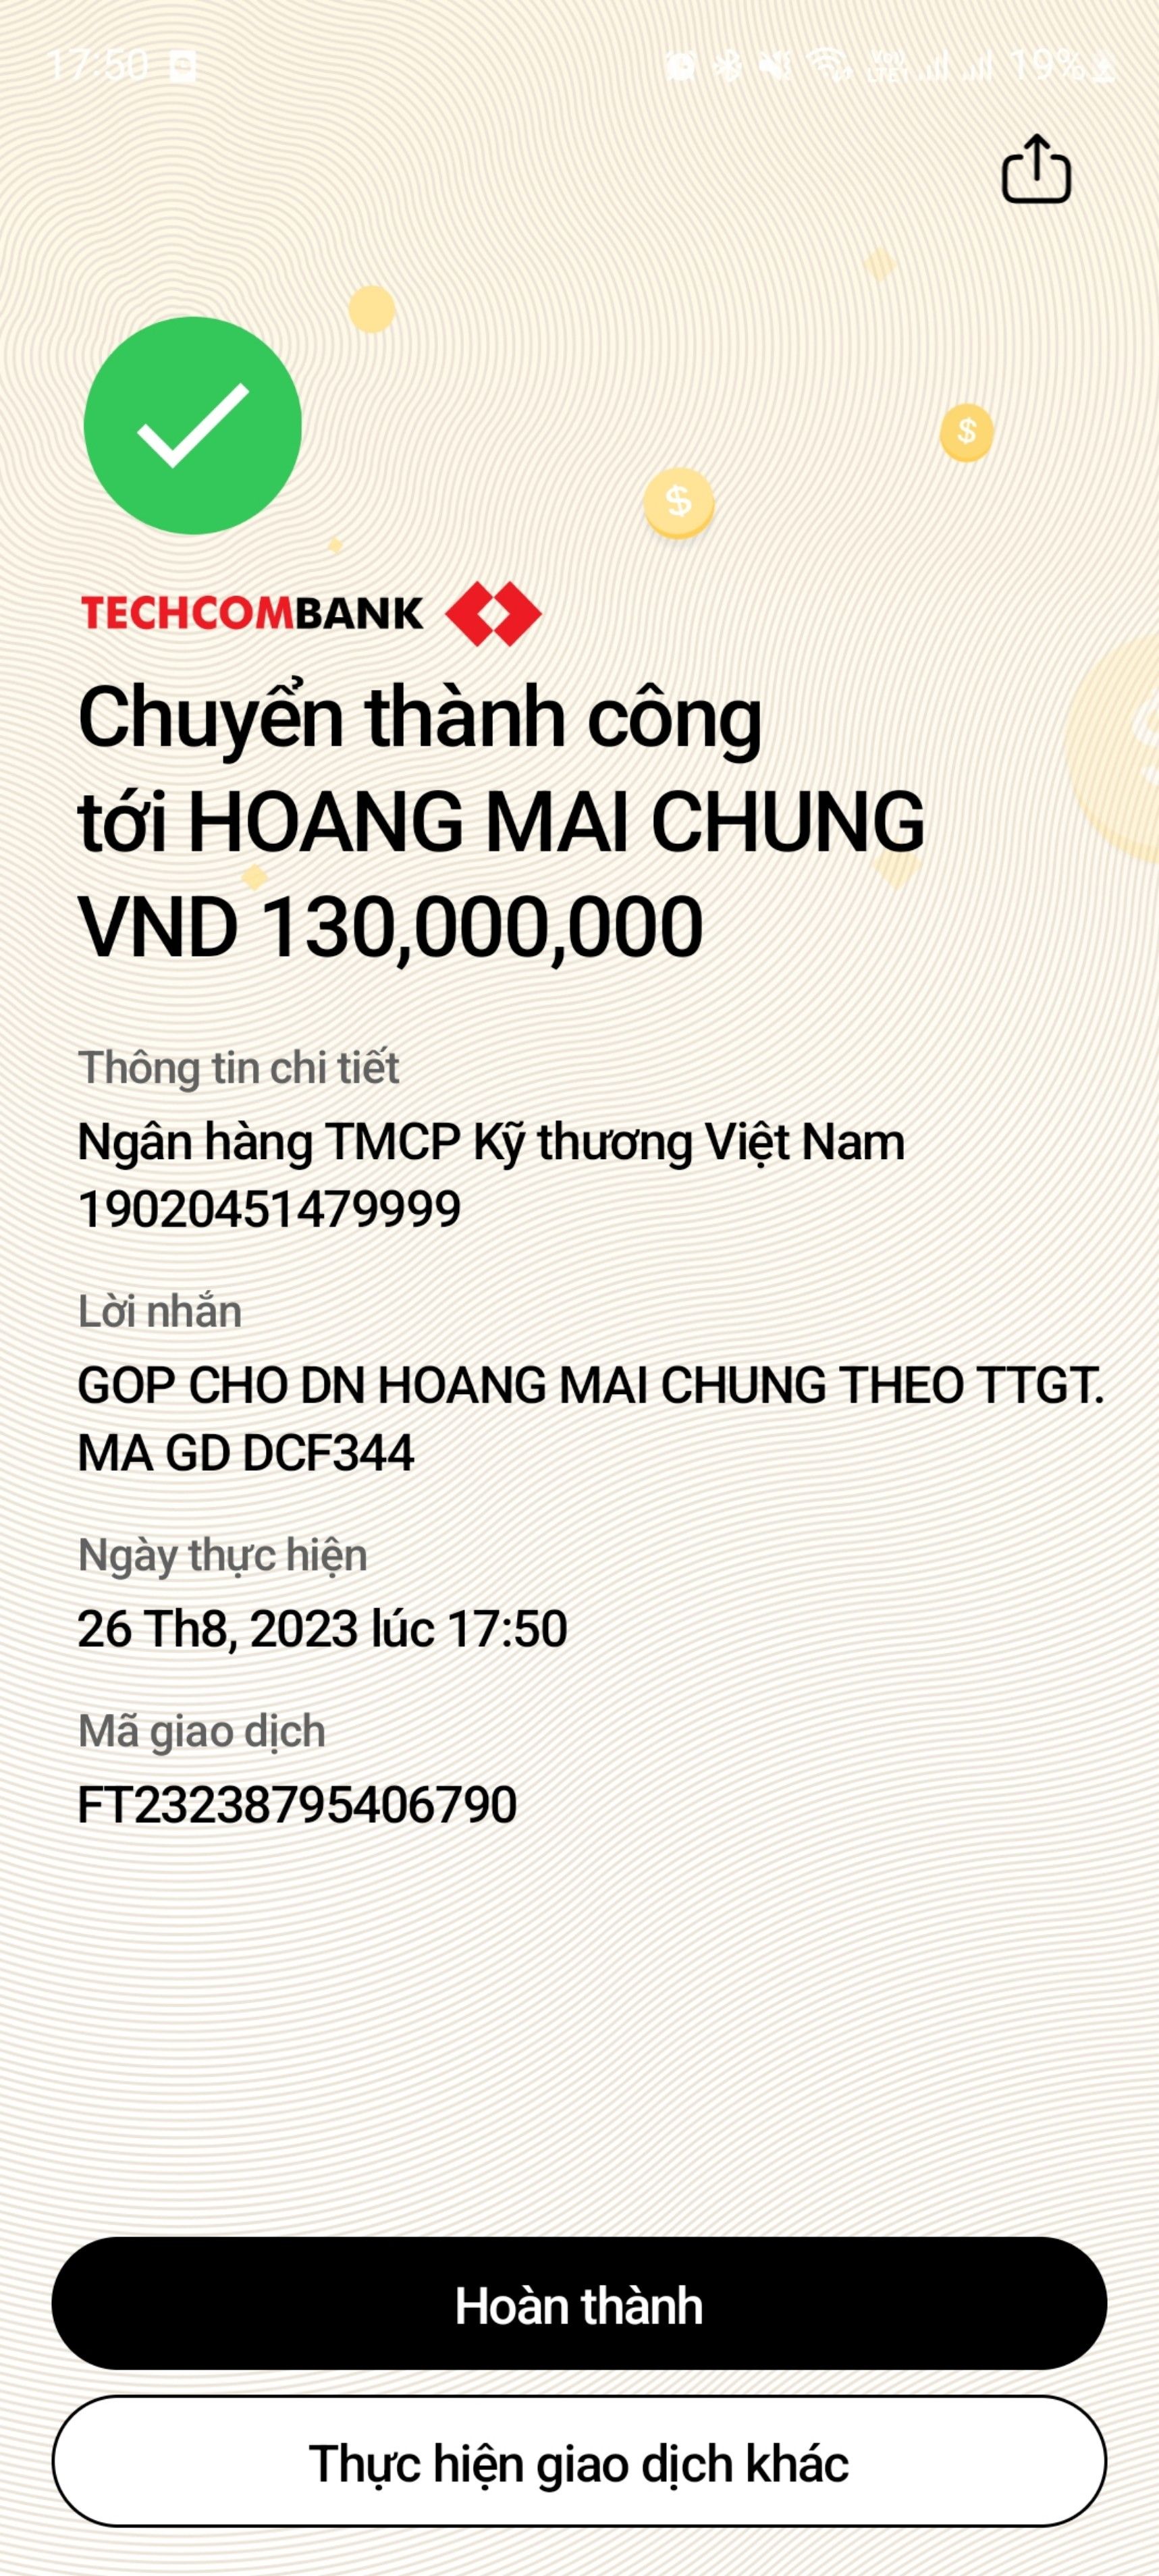 17:50
19%
TECHCOMBANK
Chuyển thành công
tới HOANG MAI CHUNG
VND 130,000,000
Thông tin chi tiết
Ngân hàng TMCP Kỹ thương Việt Nam
19020451479999
Lời nhắn
GOP CHO DN HOANG MAI CHUNG THEO TTGT.
MA GD DCF344
Ngày thực hiện
26 Th8, 2023 lúc 17:50
Mã giao dịch
FT23238795406790
Hoàn thành
Thực hiện giao dịch khác